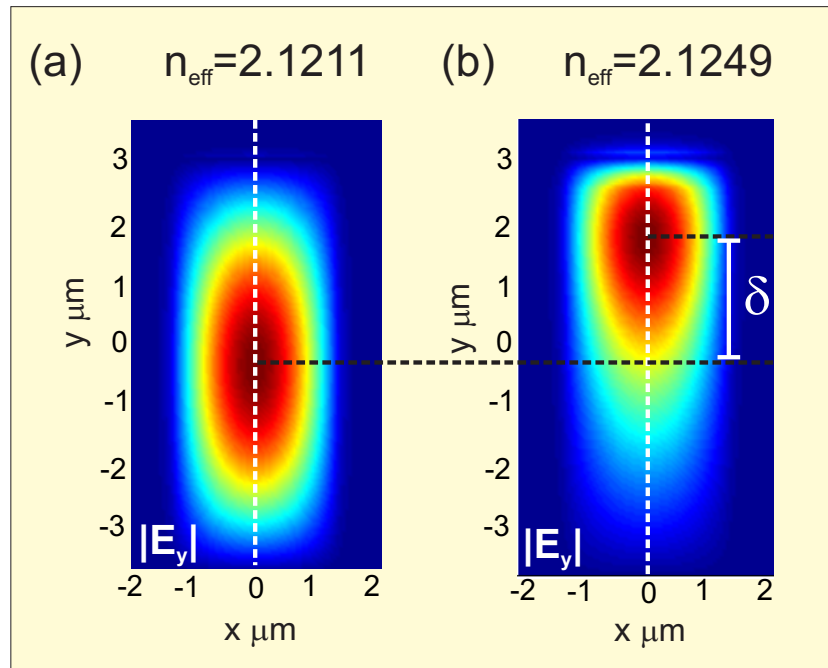 (a) n_eff=2.1211
(b) n_eff=2.1249
3
2
1
0
-1
-2
-3
y μm
|E_y|
-2 -1 0 1 2
x μm
3
2
1
0
-1
-2
-3
y μm
δ
|E_y|
-2 -1 0 1 2
x μm